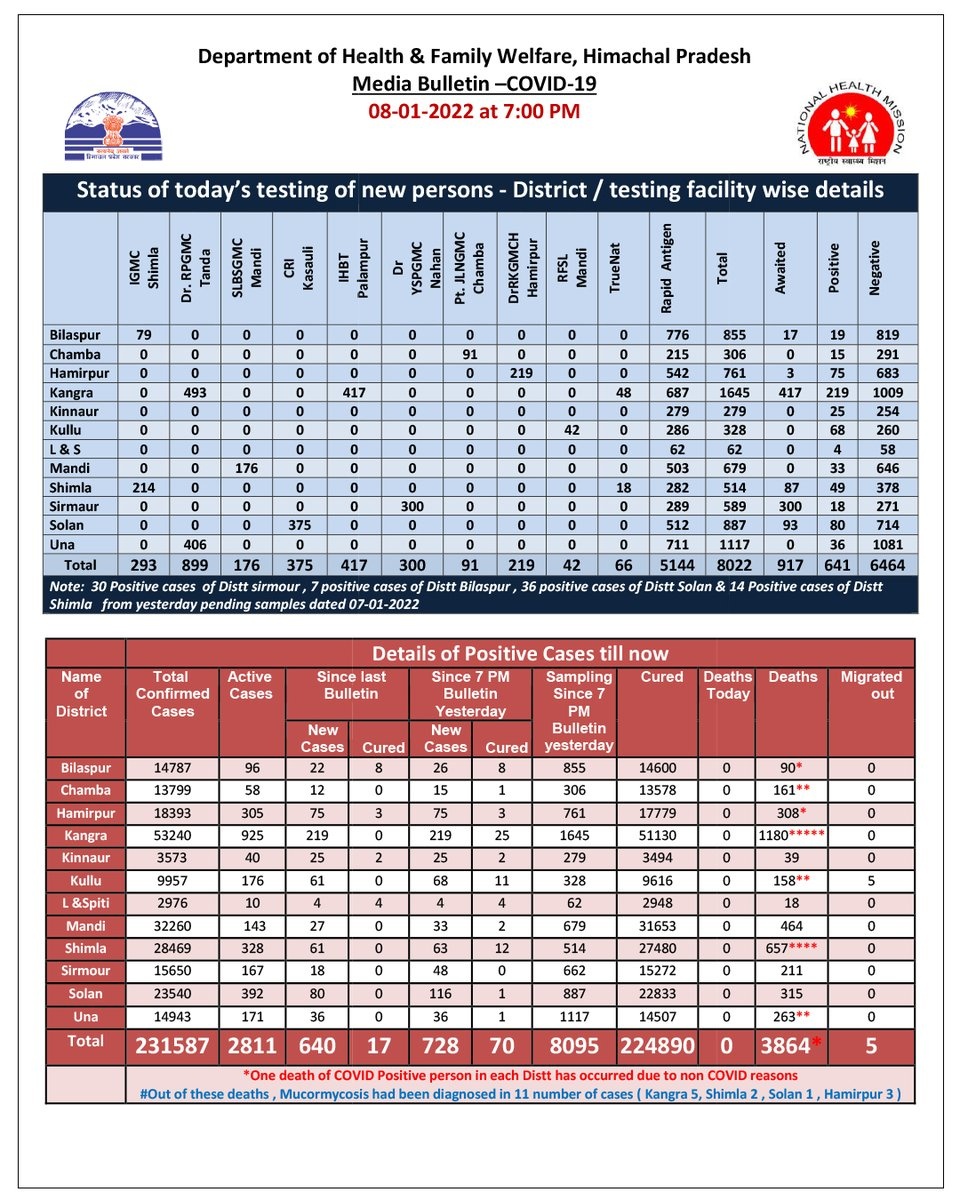 Department of Health & Family Welfare, Himachal Pradesh
Media Bulletin –COVID-19
08-01-2022 at 7:00 PM
NATIONAL HEALTH MISSION
राष्ट्रीय स्वास्थ्य मिशन
Status of today's testing of new persons - District / testing facility wise details
IGMC Shimla Dr. RPGMC Tanda SLBSGMC Mandi CRI Kasauli IHBT Palampur Dr YSPGMC Nahan Pt. JLNGMC Chamba DrRKGMCH Hamirpur RFSL Mandi TrueNat Rapid Antigen Total Awaited Positive Negative
Bilaspur 79 0 0 0 0 0 0 0 0 0 776 855 17 19 819
Chamba 0 0 0 0 0 0 91 0 0 0 215 306 0 15 291
Hamirpur 0 0 0 0 0 0 0 219 0 0 542 761 3 75 683
Kangra 0 493 0 0 417 0 0 0 0 48 687 1645 417 219 1009
Kinnaur 0 0 0 0 0 0 0 0 0 0 279 279 0 25 254
Kullu 0 0 0 0 0 0 0 0 42 0 286 328 0 68 260
L & S 0 0 0 0 0 0 0 0 0 0 62 62 0 4 58
Mandi 0 0 176 0 0 0 0 0 0 0 503 679 0 33 646
Shimla 214 0 0 0 0 0 0 0 0 18 282 514 87 49 378
Sirmaur 0 0 0 0 0 300 0 0 0 0 289 589 300 18 271
Solan 0 0 0 375 0 0 0 0 0 0 512 887 93 80 714
Una 0 406 0 0 0 0 0 0 0 0 711 1117 0 36 1081
Total 293 899 176 375 417 300 91 219 42 66 5144 8022 917 641 6464
Note: 30 Positive cases of Distt sirmour , 7 positive cases of Distt Bilaspur , 36 positive cases of Distt Solan & 14 Positive cases of Distt
Shimla from yesterday pending samples dated 07-01-2022
Details of Positive Cases till now
Name of District Total Confirmed Cases Active Cases Since last Bulletin Since 7 PM Bulletin Yesterday Sampling Since 7 PM Bulletin yesterday Cured Deaths Today Deaths Migrated out
New Cases Cured New Cases Cured
Bilaspur 14787 96 22 8 26 8 855 14600 0 90* 0
Chamba 13799 58 12 0 15 1 306 13578 0 161** 0
Hamirpur 18393 305 75 3 75 3 761 17779 0 308* 0
Kangra 53240 925 219 0 219 25 1645 51130 0 1180***** 0
Kinnaur 3573 40 25 2 25 2 279 3494 0 39 0
Kullu 9957 176 61 0 68 11 328 9616 0 158** 5
L &Spiti 2976 10 4 4 4 4 62 2948 0 18 0
Mandi 32260 143 27 0 33 2 679 31653 0 464 0
Shimla 28469 328 61 0 63 12 514 27480 0 657**** 0
Sirmour 15650 167 18 0 48 0 662 15272 0 211 0
Solan 23540 392 80 0 116 1 887 22833 0 315 0
Una 14943 171 36 0 36 1 1117 14507 0 263** 0
Total 231587 2811 640 17 728 70 8095 224890 0 3864* 5
*One death of COVID Positive person in each Distt has occurred due to non COVID reasons
#Out of these deaths , Mucormycosis had been diagnosed in 11 number of cases ( Kangra 5, Shimla 2 , Solan 1 , Hamirpur 3 )